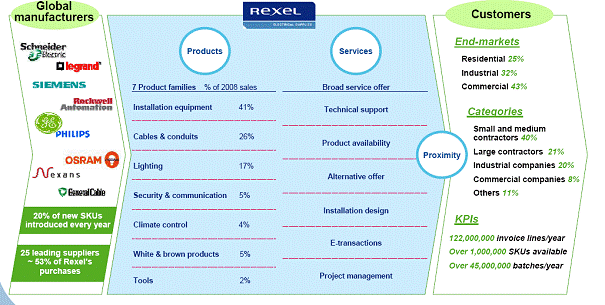 Global
manufacturers
Schneider
Electric
legrand
SIEMENS
Rockwell
Automation
GE
PHILIPS
OSRAM
Nexans
General Cable
20% of new SKUs
introduced every year
25 leading suppliers
~ 53% of Rexel's
purchases
REXEL
ELECTRICAL SUPPLIES
Products
7 Product families % of 2008 sales
Installation equipment 41%
Cables & conduits 26%
Lighting 17%
Security & communication 5%
Climate control 4%
White & brown products 5%
Tools 2%
Services
Broad service offer
Technical support
Product availability
Alternative offer
Installation design
E-transactions
Project management
Proximity
Customers
End-markets
Residential 25%
Industrial 32%
Commercial 43%
Categories
Small and medium
contractors 40%
Large contractors 21%
Industrial companies 20%
Commercial companies 8%
Others 11%
KPIs
122,000,000 invoice lines/year
Over 1,000,000 SKUs available
Over 45,000,000 batches/year